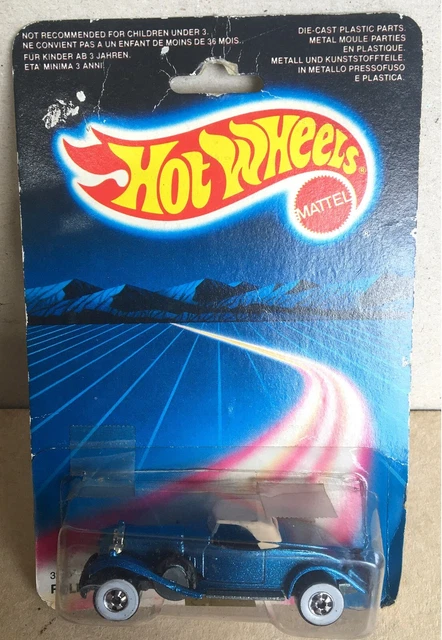 NOT RECOMMENDED FOR CHILDREN UNDER 3.
NE CONVIENT PAS A UN ENFANT DE MOINS DE 36 MOIS..
FUR KINDER AB 3 JAHREN.
ETA MINIMA 3 ANNI
DIE-CAST PLASTIC PARTS.
METAL MOULE PARTIES
EN PLASTIQUE.
METALL UND KUNSTSTOFFTEILE.
IN METALLO PRESSOFUSO
E PLASTICA.
HOT WHEELS®
MATTEL